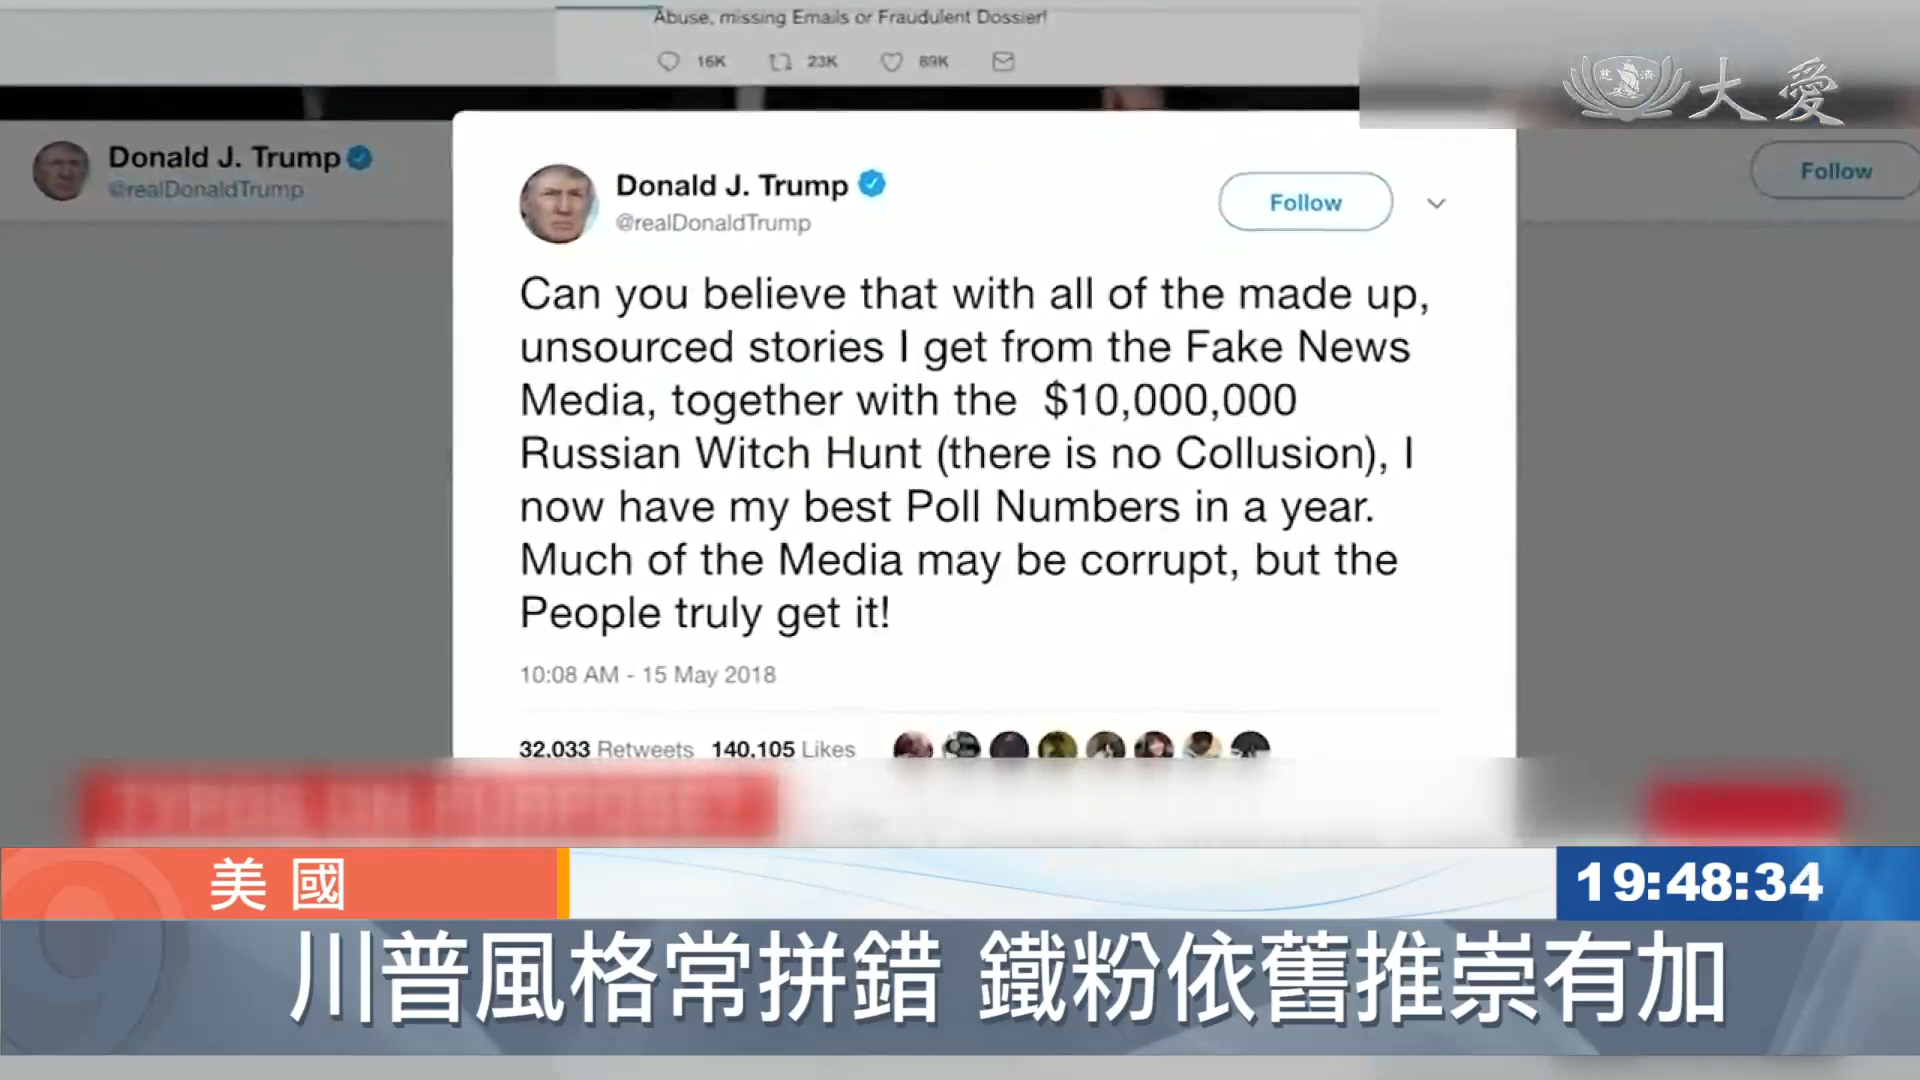 Abuse, missing Emails or Fraudulent Dossier!
16K 23K 89K
慈濟
大愛
Donald J. Trump
@realDonaldTrump
Follow
Donald J. Trump
@realDonaldTrump
Follow
Can you believe that with all of the made up,
unsourced stories I get from the Fake News
Media, together with the $10,000,000
Russian Witch Hunt (there is no Collusion), I
now have my best Poll Numbers in a year.
Much of the Media may be corrupt, but the
People truly get it!
10:08 AM - 15 May 2018
32,033 Retweets 140,105 Likes
TYPOS ON PURPOSE?
美國
19:48:34
川普風格常拼錯 鐵粉依舊推崇有加